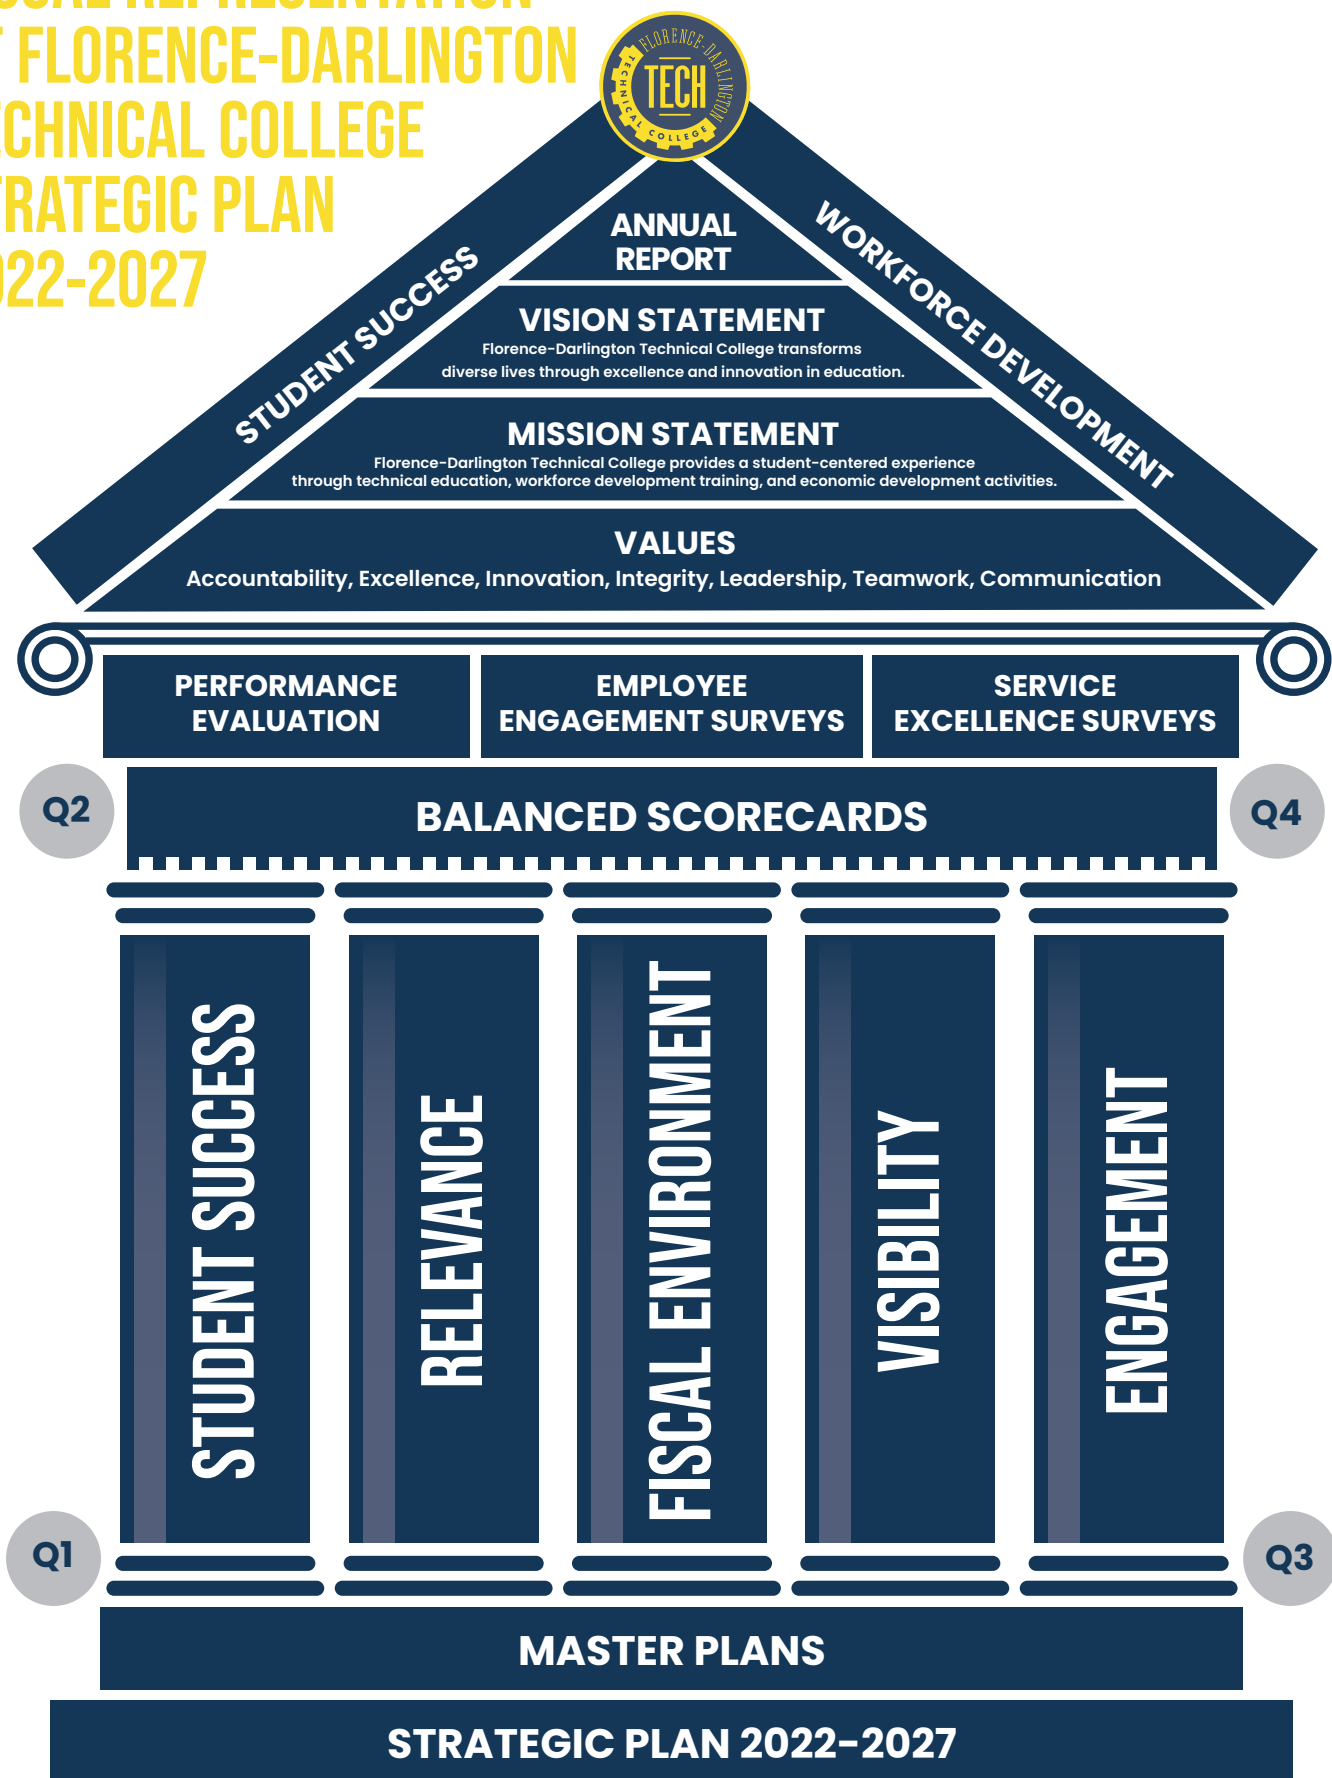 REPRESENTATION
FLORENCE-DARLINGTON
CHNICAL COLLEGE
RATEGIC PLAN
22-2027
FLORENCE-DARLINGTON
TECH
TECHNICAL COLLEGE
STUDENT SUCCESS
WORKFORCE DEVELOPMENT
ANNUAL
REPORT
VISION STATEMENT
Florence-Darlington Technical College transforms
diverse lives through excellence and innovation in education.
MISSION STATEMENT
Florence-Darlington Technical College provides a student-centered experience
through technical education, workforce development training, and economic development activities.
VALUES
Accountability, Excellence, Innovation, Integrity, Leadership, Teamwork, Communication
PERFORMANCE
EVALUATION
EMPLOYEE
ENGAGEMENT SURVEYS
SERVICE
EXCELLENCE SURVEYS
Q2
BALANCED SCORECARDS
Q4
STUDENT SUCCESS
RELEVANCE
FISCAL ENVIRONMENT
VISIBILITY
ENGAGEMENT
Q1
Q3
MASTER PLANS
STRATEGIC PLAN 2022-2027